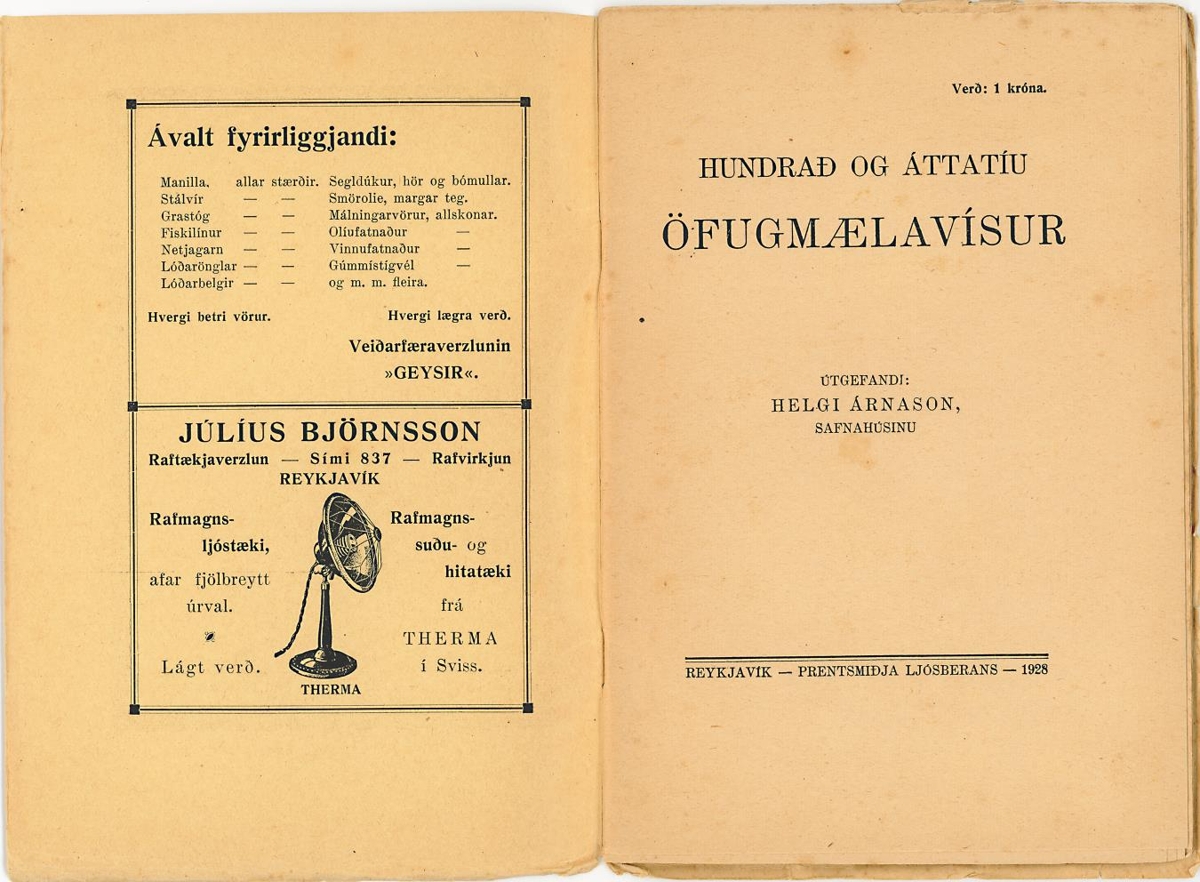 Ávalt fyrirliggjandi:
Manilla, allar stærðir. Segldúkur, hör og bómullar.
Stálvír — — Smörolie, margar teg.
Grastóg — — Málningarvörur, allskonar.
Fiskilínur — — Olíufatnaður —
Netjagarn — — Vinnufatnaður —
Lóðarönglar — — Gúmmístígvél —
Lóðarbelgir — — og m. m. fleira.
Hvergi betri vörur. Hvergi lægra verð.
Veiðarfæraverzlunin
»GEYSIR«.
JÚLÍUS BJÖRNSSON
Raftækjaverzlun — Sími 837 — Rafvirkjun
REYKJAVÍK
Rafmagns-
ljóstæki,
afar fjölbreytt
úrval.
Lágt verð.
Rafmagns-
suðu- og
hitatæki
frá
THERMA
í Sviss.
THERMA
Verð: 1 króna.
HUNDRAÐ OG ÁTTATÍU
ÖFUGMÆLAVÍSUR
ÚTGEFANDI:
HELGI ÁRNASON,
SAFNAHÚSINU
REYKJAVÍK — PRENTSMIÐJA LJÓSBERANS — 1928